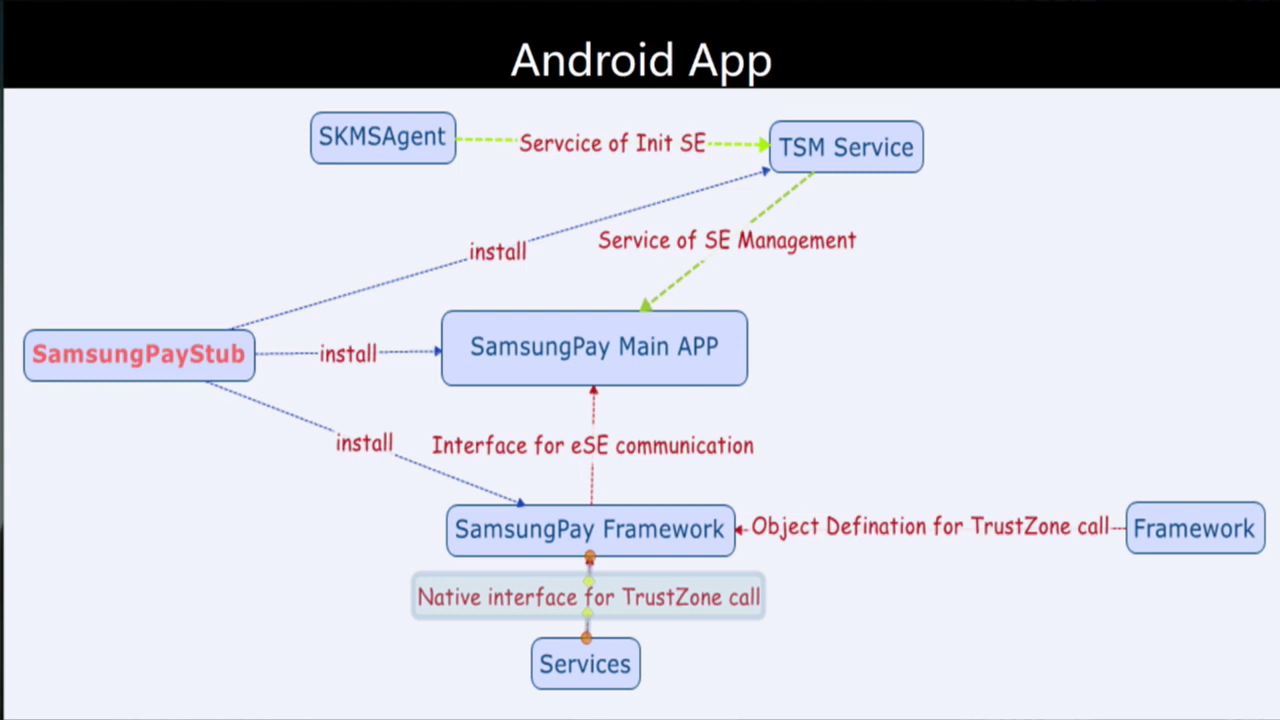 Android App
SKMSAgent
Servcice of Init SE
TSM Service
Service of SE Management
install
SamsungPayStub
install
SamsungPay Main APP
install
Interface for eSE communication
SamsungPay Framework
Object Defination for TrustZone call
Framework
Native interface for TrustZone call
Services